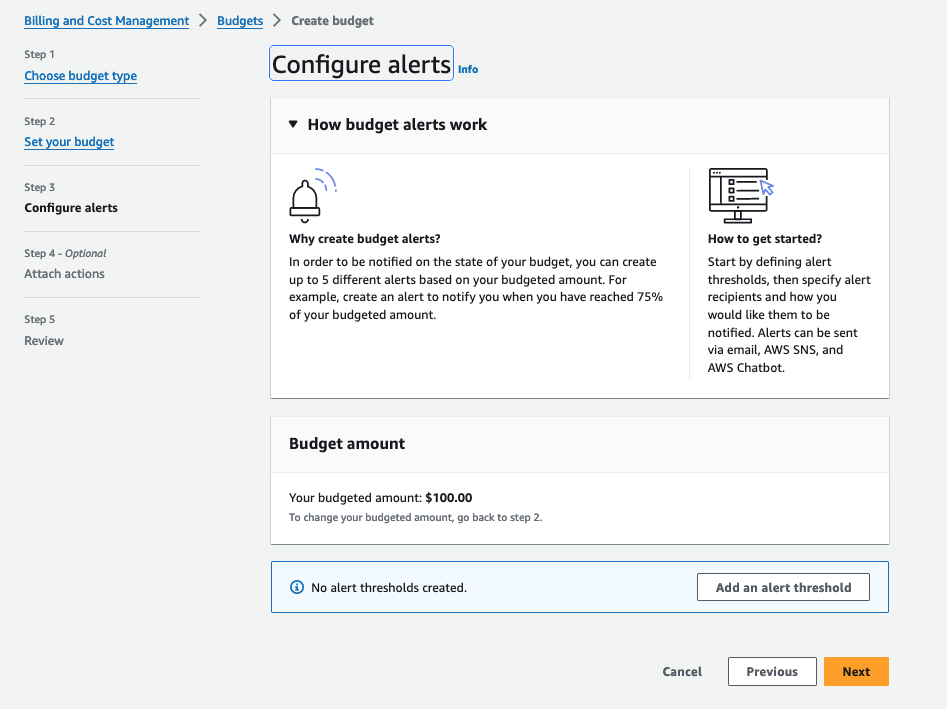 Billing and Cost Management > Budgets > Create budget
Step 1
Choose budget type
Step 2
Set your budget
Step 3
Configure alerts
Step 4 - Optional
Attach actions
Step 5
Review
Configure alerts Info
How budget alerts work
Why create budget alerts?
In order to be notified on the state of your budget, you can create
up to 5 different alerts based on your budgeted amount. For
example, create an alert to notify you when you have reached 75%
of your budgeted amount.
How to get started?
Start by defining alert
thresholds, then specify alert
recipients and how you
would like them to be
notified. Alerts can be sent
via email, AWS SNS, and
AWS Chatbot.
Budget amount
Your budgeted amount: $100.00
To change your budgeted amount, go back to step 2.
No alert thresholds created.
Add an alert threshold
Cancel
Previous
Next